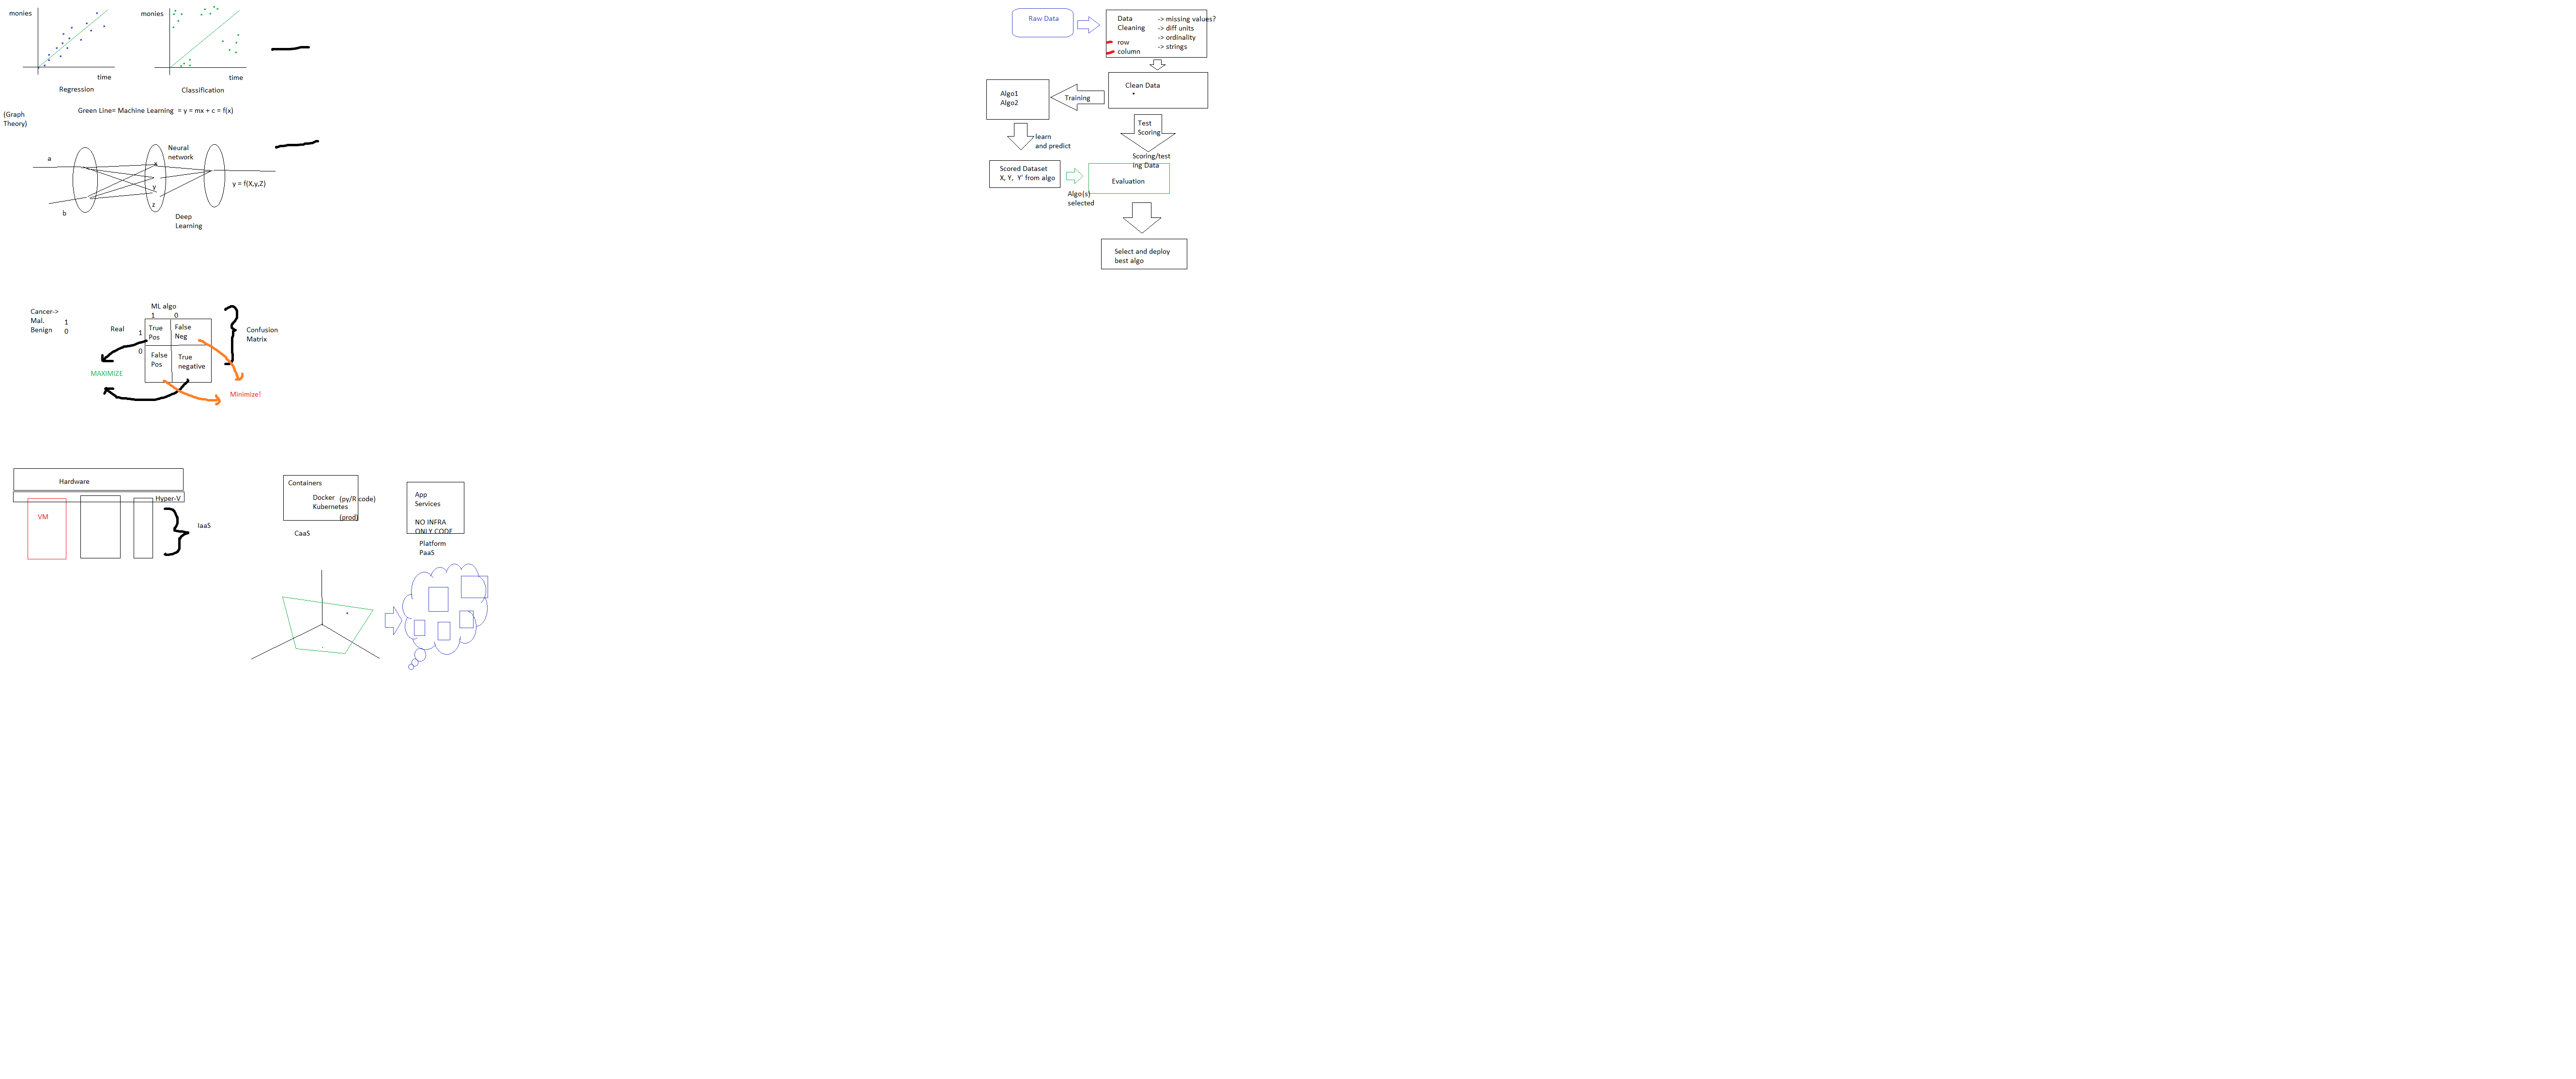 monies
time
Regression
monies
time
Classification
Green Line= Machine Learning  = y = mx + c = f(x)
(Graph
Theory)
a
b
Neural
network
x
y
z
y = f(X,y,Z)
Deep
Learning
Raw Data
Data
Cleaning
row
column
-> missing values?
-> diff units
-> ordinality
-> strings
Clean Data
Training
Algo1
Algo2
learn
and predict
Test
Scoring
Scoring/test
ing Data
Scored Dataset
X, Y,  Y' from algo
Algo(s)
selected
Evaluation
Select and deploy
best algo
Cancer->
Mal.
Benign
1
0
ML algo
1
0
Real
1
0
True
Pos
False
Neg
False
Pos
True
negative
Confusion
Matrix
MAXIMIZE
Minimize!
Hardware
Hyper-V
VM
IaaS
Containers
Docker
Kubernetes
(py/R code)
(prod)
CaaS
App
Services
NO INFRA
ONLY CODE
Platform
PaaS